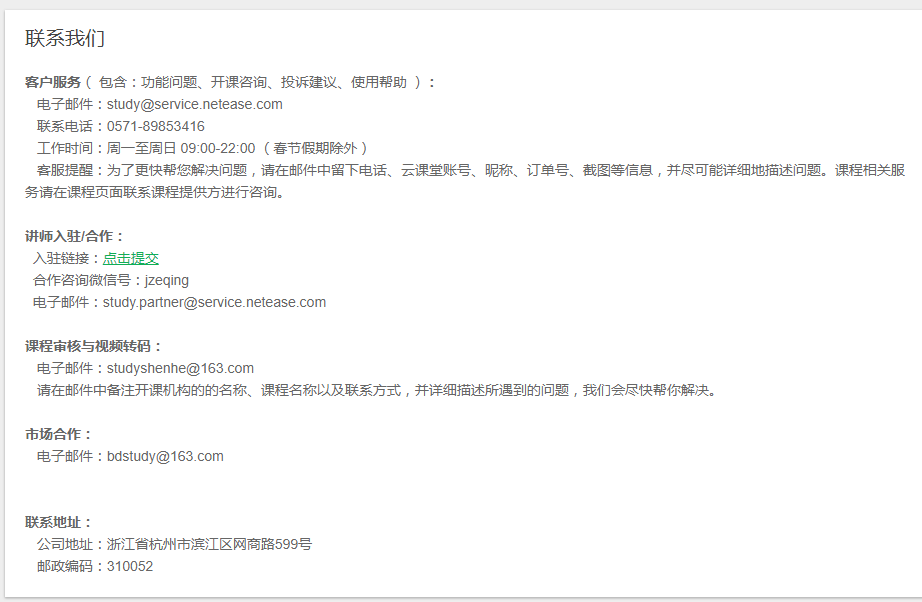 联系我们
客户服务（ 包含：功能问题、开课咨询、投诉建议、使用帮助 ）：
电子邮件：study@service.netease.com
联系电话：0571-89853416
工作时间：周一至周日 09:00-22:00 （ 春节假期除外 ）
客服提醒：为了更快帮您解决问题，请在邮件中留下电话、云课堂账号、昵称、订单号、截图等信息，并尽可能详细地描述问题。课程相关服
务请在课程页面联系课程提供方进行咨询。
讲师入驻/合作：
入驻链接：点击提交
合作咨询微信号：jzeqing
电子邮件：study.partner@service.netease.com
课程审核与视频转码：
电子邮件：studyshenhe@163.com
请在邮件中备注开课机构的的名称、课程名称以及联系方式，并详细描述所遇到的问题，我们会尽快帮你解决。
市场合作：
电子邮件：bdstudy@163.com
联系地址：
公司地址：浙江省杭州市滨江区网商路599号
邮政编码：310052